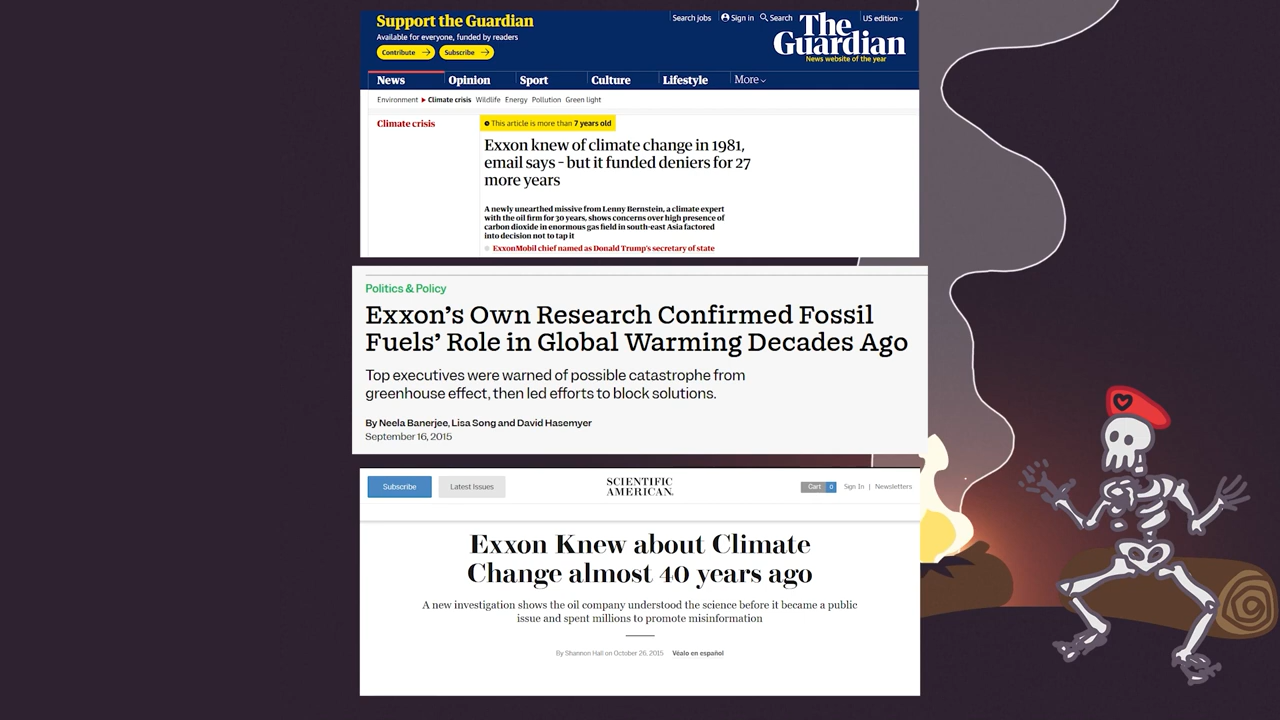 Support the Guardian
Available for everyone, funded by readers
Contribute →
Subscribe →
Search jobs
Sign in
Search
US edition
The
Guardian
News website of the year
News
Opinion
Sport
Culture
Lifestyle
More
Environment
Climate crisis
Wildlife
Energy
Pollution
Green light
Climate crisis
This article is more than 7 years old
Exxon knew of climate change in 1981,
email says – but it funded deniers for 27
more years
A newly unearthed missive from Lenny Bernstein, a climate expert
with the oil firm for 30 years, shows concerns over high presence of
carbon dioxide in enormous gas field in south-east Asia factored
into decision not to tap it
ExxonMobil chief named as Donald Trump's secretary of state
Politics & Policy
Exxon's Own Research Confirmed Fossil
Fuels' Role in Global Warming Decades Ago
Top executives were warned of possible catastrophe from
greenhouse effect, then led efforts to block solutions.
By Neela Banerjee, Lisa Song and David Hasemyer
September 16, 2015
Subscribe
Latest Issues
SCIENTIFIC
AMERICAN.
Cart 0
Sign In | Newsletters
Exxon Knew about Climate
Change almost 40 years ago
A new investigation shows the oil company understood the science before it became a public
issue and spent millions to promote misinformation
By Shannon Hall on October 26, 2015
Véalo en español